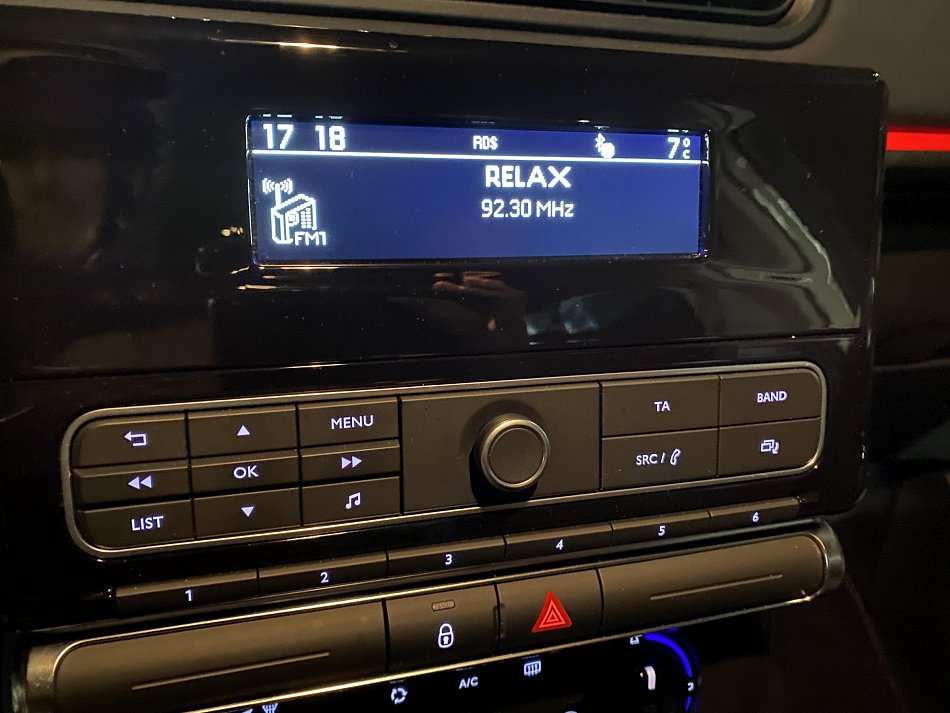 17 18 RDS 7°C
RELAX
92.30 MHz
FM1
MENU
TA
BAND
OK
SRC /
LIST
1 2 3 4 5 6
A/C